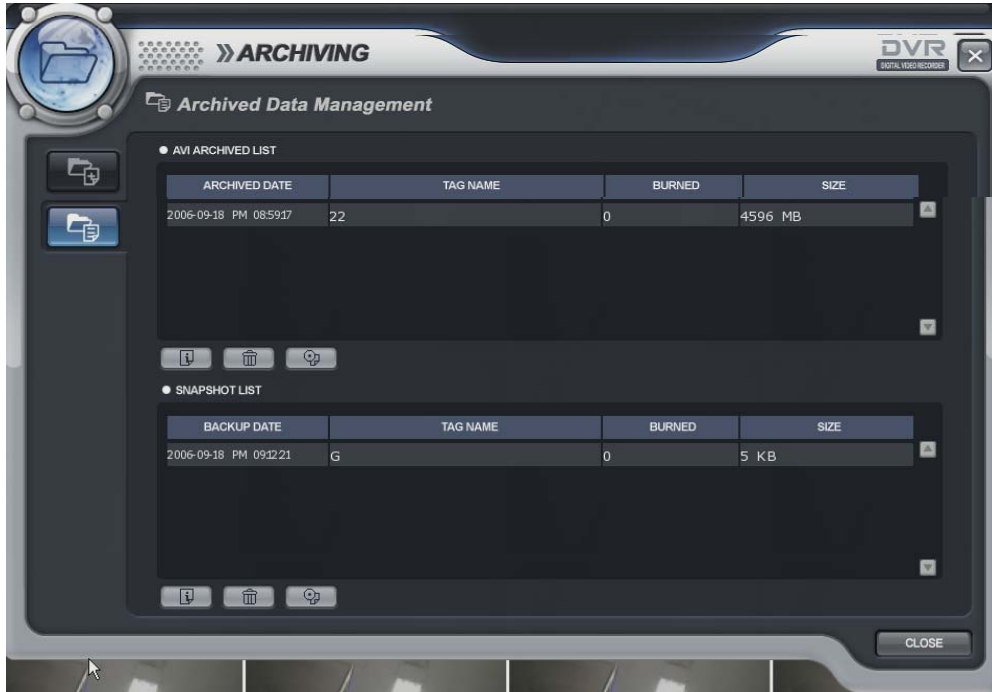 »ARCHIVING
DVR
DIGITAL VIDEO RECORDER
Archived Data Management
AVI ARCHIVED LIST
ARCHIVED DATE TAG NAME BURNED SIZE
2006-09-18 PM 08:59:17 22 0 4596 MB
SNAPSHOT LIST
BACKUP DATE TAG NAME BURNED SIZE
2006-09-18 PM 09:12:21 G 0 5 KB
CLOSE